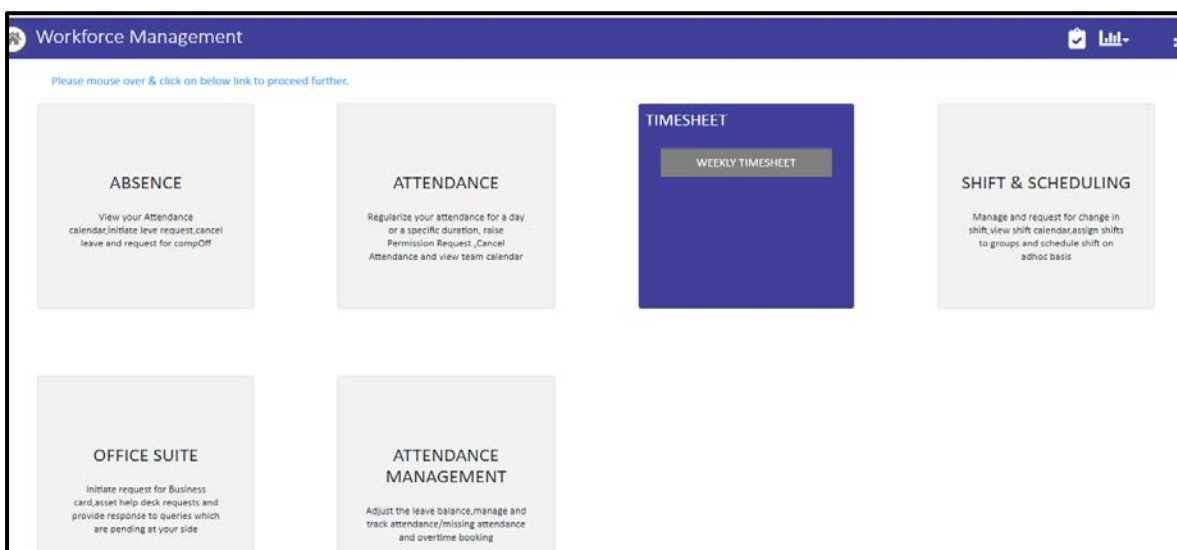 Workforce Management
Please mouse over & click on below link to proceed further.
ABSENCE
View your Attendance
calendar,initiate leve request,cancel
leave and request for compOff
ATTENDANCE
Regularize your attendance for a day
or a specific duration, raise
Permission Request ,Cancel
Attendance and view team calendar
TIMESHEET
WEEKLY TIMESHEET
SHIFT & SCHEDULING
Manage and request for change in
shift,view shift calendar,assign shifts
to groups and schedule shift on
adhoc basis
OFFICE SUITE
Initiate request for Business
card,asset help desk requests and
provide response to queries which
are pending at your side
ATTENDANCE
MANAGEMENT
Adjust the leave balance,manage and
track attendance/missing attendance
and overtime booking